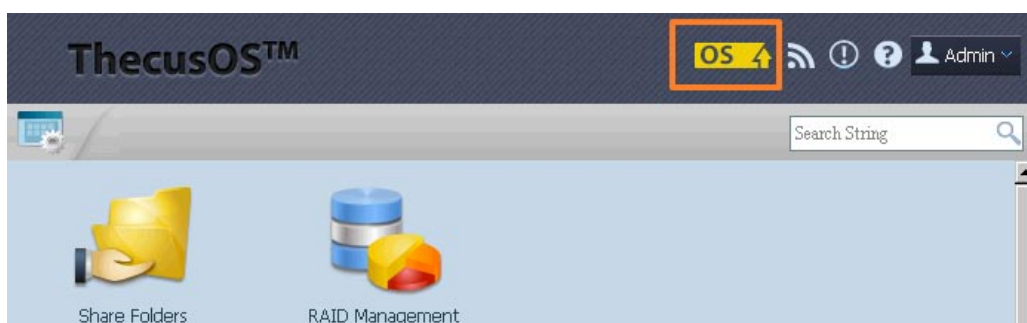 ThecusOS™
OS
Admin
Search String
Share Folders
RAID Management